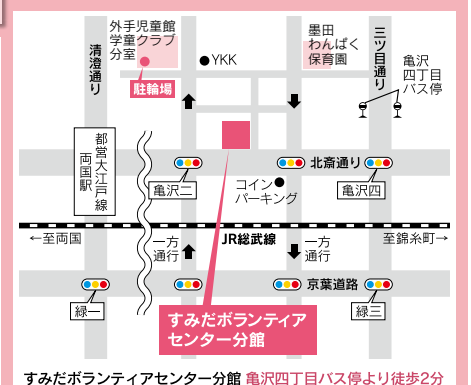 外手児童館
学童クラブ
分室
駐輪場
清澄通り
YKK
墨田
わんぱく
保育園
三ツ目通り
亀沢
四丁目
バス停
都営大江戸線
両国駅
亀沢二
コイン
パーキング
北斎通り
亀沢四
←至両国
一方
通行
JR総武線
一方
通行
至錦糸町→
京葉道路
緑一
緑三
すみだボランティア
センター分館
すみだボランティアセンター分館 亀沢四丁目バス停より徒歩2分